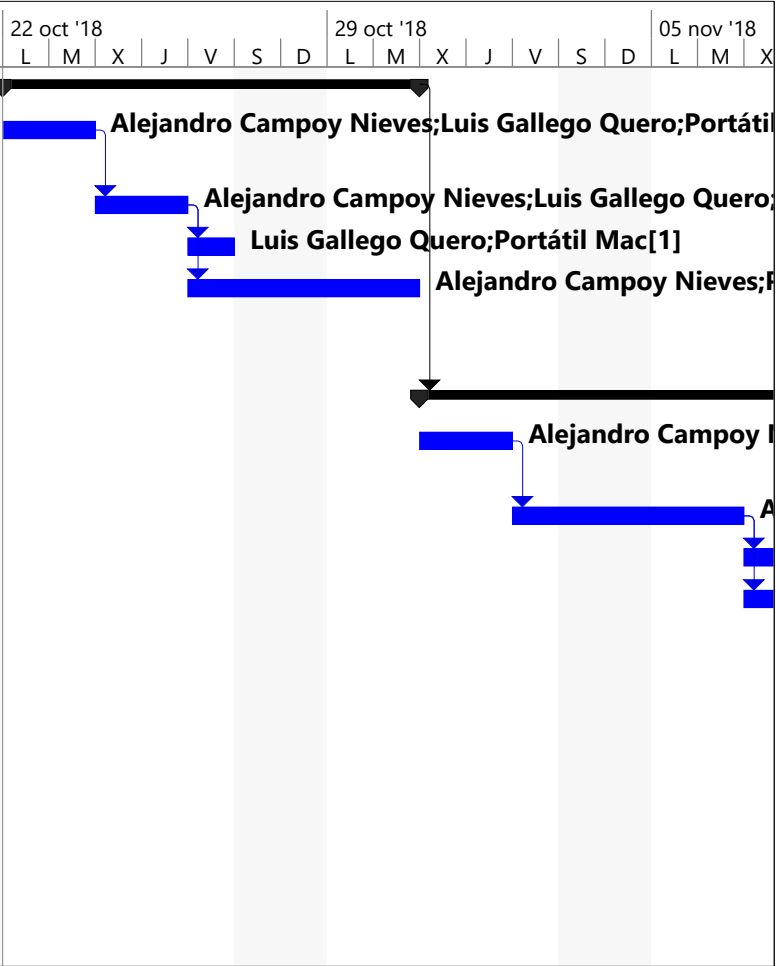 22 oct '18 29 oct '18 05 nov '18
L M X J V S D L M X J V S D L M X
Alejandro Campoy Nieves;Luis Gallego Quero;Portátil
Alejandro Campoy Nieves;Luis Gallego Quero;
Luis Gallego Quero;Portátil Mac[1]
Alejandro Campoy Nieves;
Alejandro Campoy